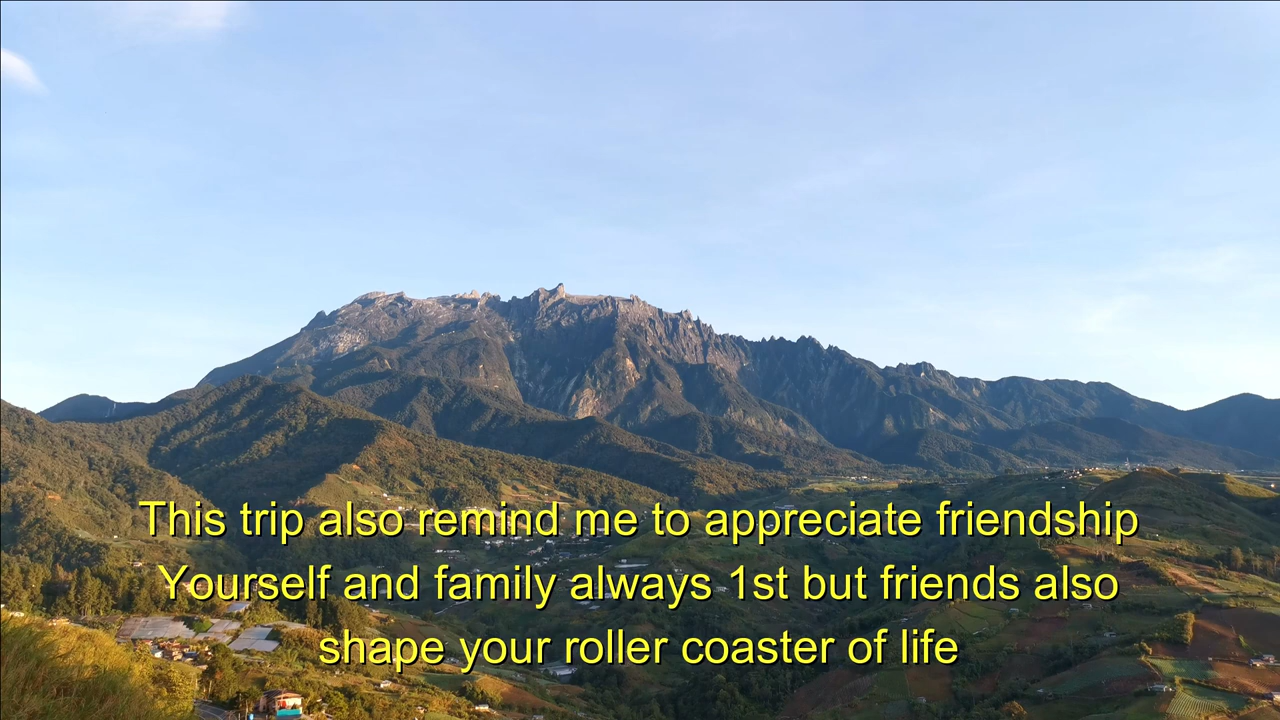 This trip also remind me to appreciate friendship
Yourself and family always 1st but friends also
shape your roller coaster of life